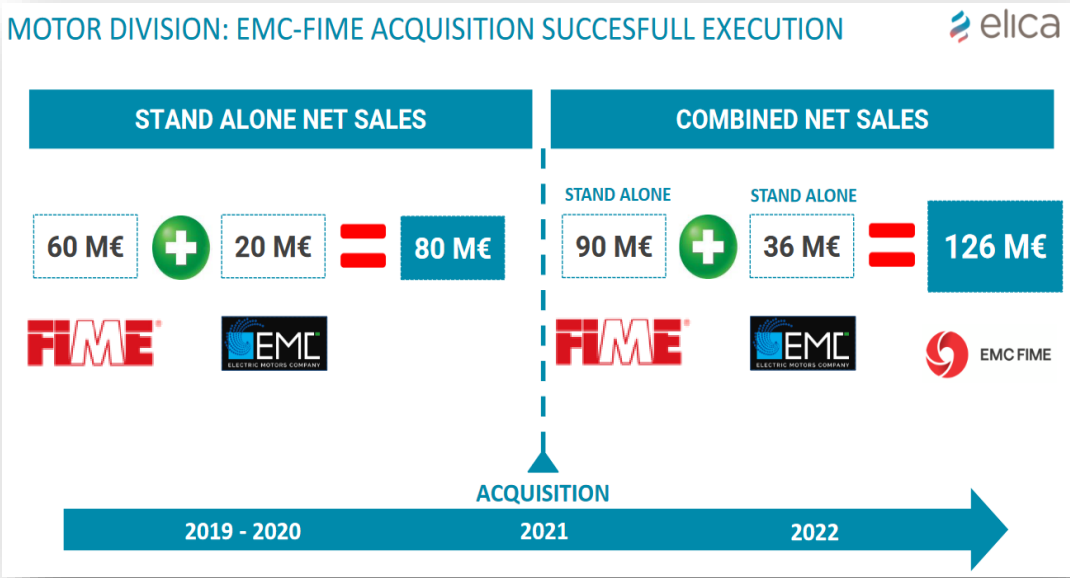 MOTOR DIVISION: EMC-FIME ACQUISITION SUCCESFULL EXECUTION
elica
STAND ALONE NET SALES
COMBINED NET SALES
STAND ALONE
STAND ALONE
60 M€
20 M€
80 M€
90 M€
36 M€
126 M€
FIME®
EMC
ELECTRIC MOTORS COMPANY
FIME®
EMC
ELECTRIC MOTORS COMPANY
EMC FIME
ACQUISITION
2019 - 2020
2021
2022